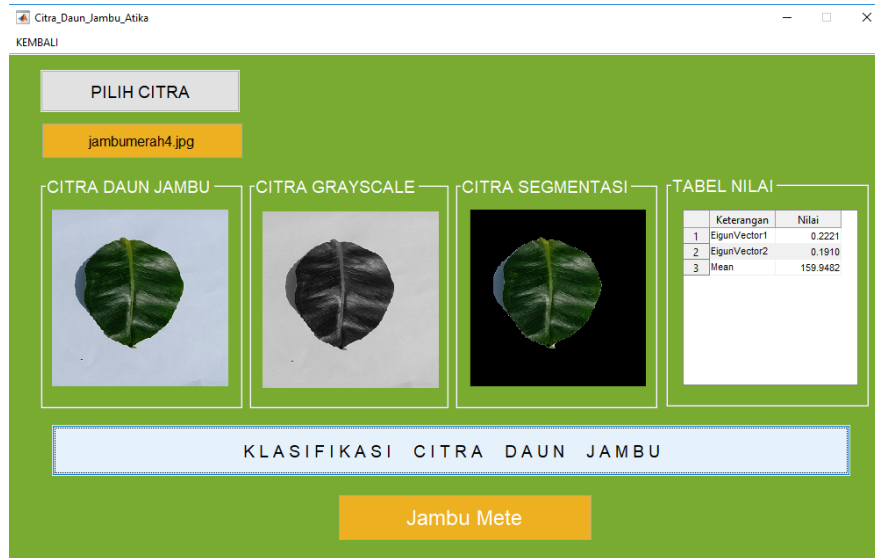 Citra_Daun_Jambu_Atika
KEMBALI
PILIH CITRA
jambumerah4.jpg
CITRA DAUN JAMBU
CITRA GRAYSCALE
CITRA SEGMENTASI
TABEL NILAI
Keterangan Nilai
1 EigunVector1 0.2221
2 EigunVector2 0.1910
3 Mean 159.9482
KLASIFIKASI CITRA DAUN JAMBU
Jambu Mete